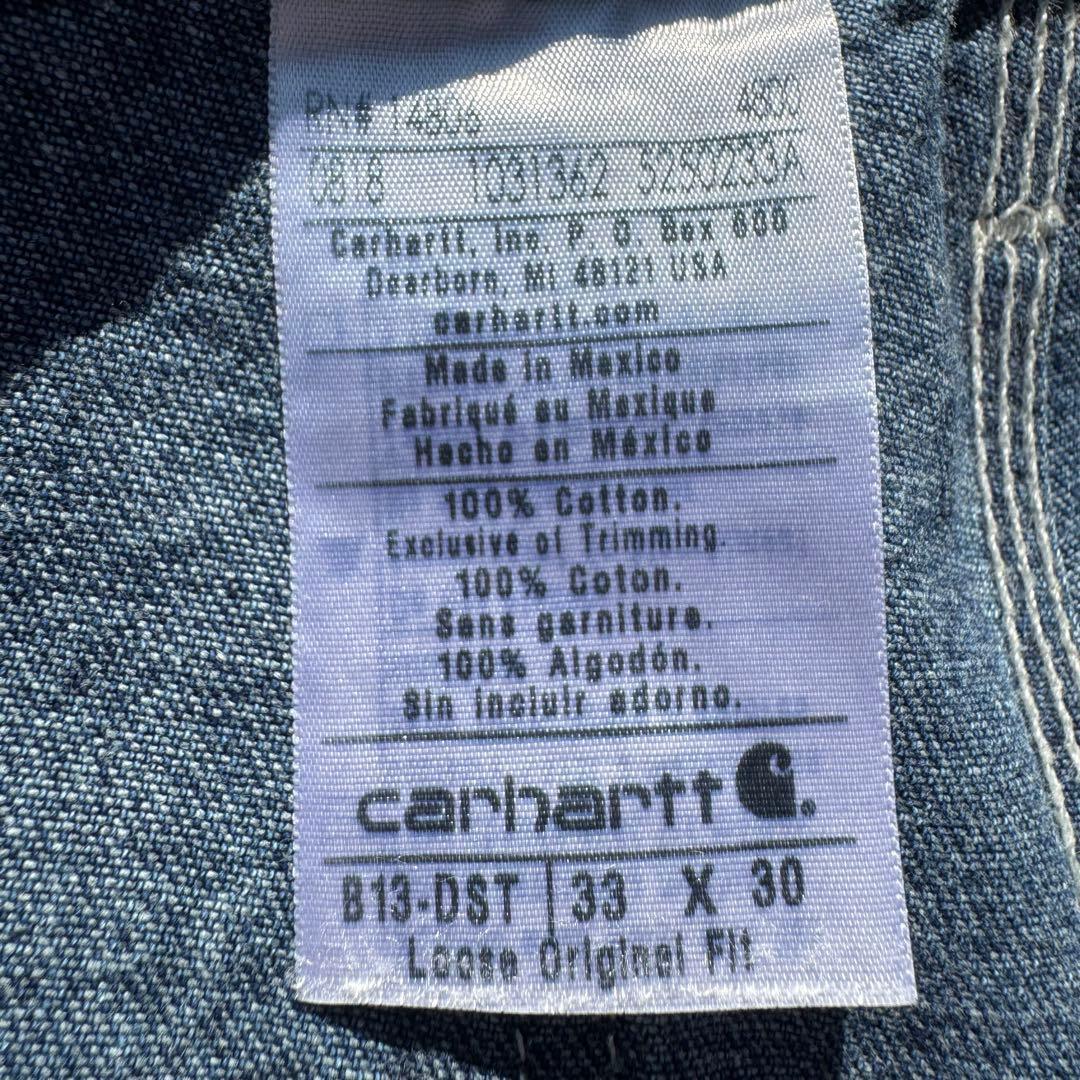 RN# 14806 4800
0818 1031362 5250233A
Carhartt, Inc. P. O. Box 600
Dearborn, MI 48121 USA
carhartt.com
Made in Mexico
Fabriqué au Mexique
Hecho en México
100% Cotton.
Exclusive of Trimming.
100% Coton.
Sans garniture.
100% Algodón.
Sin incluir adorno.
carhartt
B13-DST 33 X 30
Loose Original Fit